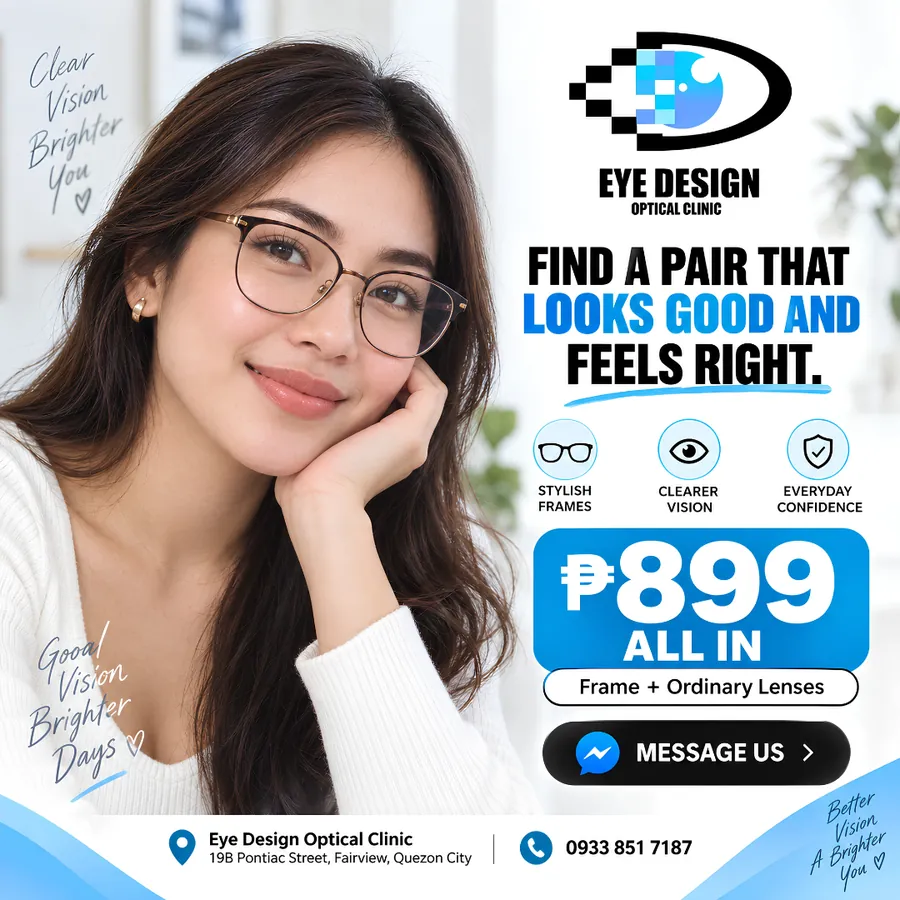 Clear
Vision
Brighter
You
EYE DESIGN
OPTICAL CLINIC
FIND A PAIR THAT
LOOKS GOOD AND
FEELS RIGHT.
STYLISH
FRAMES
CLEARER
VISION
EVERYDAY
CONFIDENCE
₱899
ALL IN
Frame + Ordinary Lenses
MESSAGE US
Gooal
Vision
Brighter
Days
Eye Design Optical Clinic
19B Pontiac Street, Fairview, Quezon City
0933 851 7187
Better
Vision
A Brighter
You